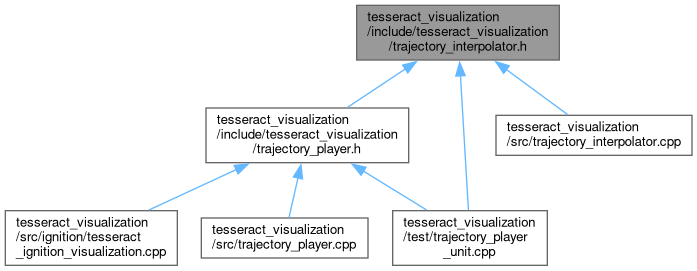 tesseract_visualization
/include/tesseract_visualization
/trajectory_interpolator.h
tesseract_visualization
/include/tesseract_visualization
/trajectory_player.h
tesseract_visualization
/src/trajectory_interpolator.cpp
tesseract_visualization
/src/ignition/tesseract
_ignition_visualization.cpp
tesseract_visualization
/src/trajectory_player.cpp
tesseract_visualization
/test/trajectory_player
_unit.cpp